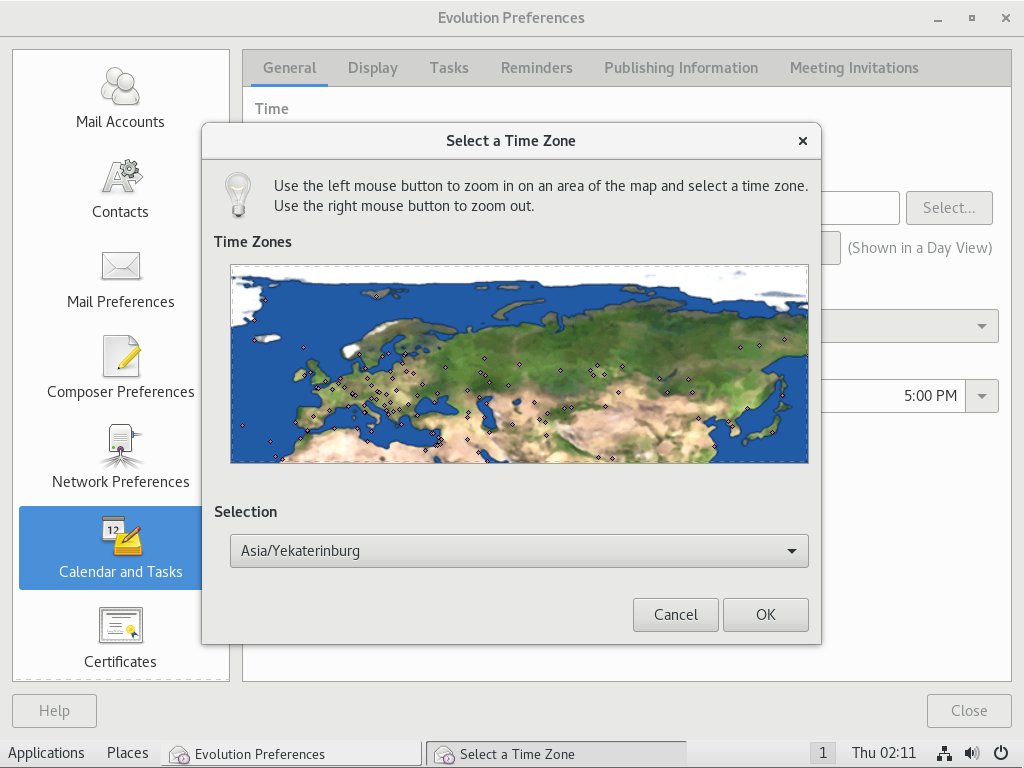 Evolution Preferences
Mail Accounts
Contacts
Mail Preferences
Composer Preferences
Network Preferences
12
Calendar and Tasks
Certificates
General Display Tasks Reminders Publishing Information Meeting Invitations
Time
Select...
(Shown in a Day View)
5:00 PM
Select a Time Zone
Use the left mouse button to zoom in on an area of the map and select a time zone.
Use the right mouse button to zoom out.
Time Zones
Selection
Asia/Yekaterinburg
Cancel OK
Help Close
Applications Places Evolution Preferences Select a Time Zone 1 Thu 02:11